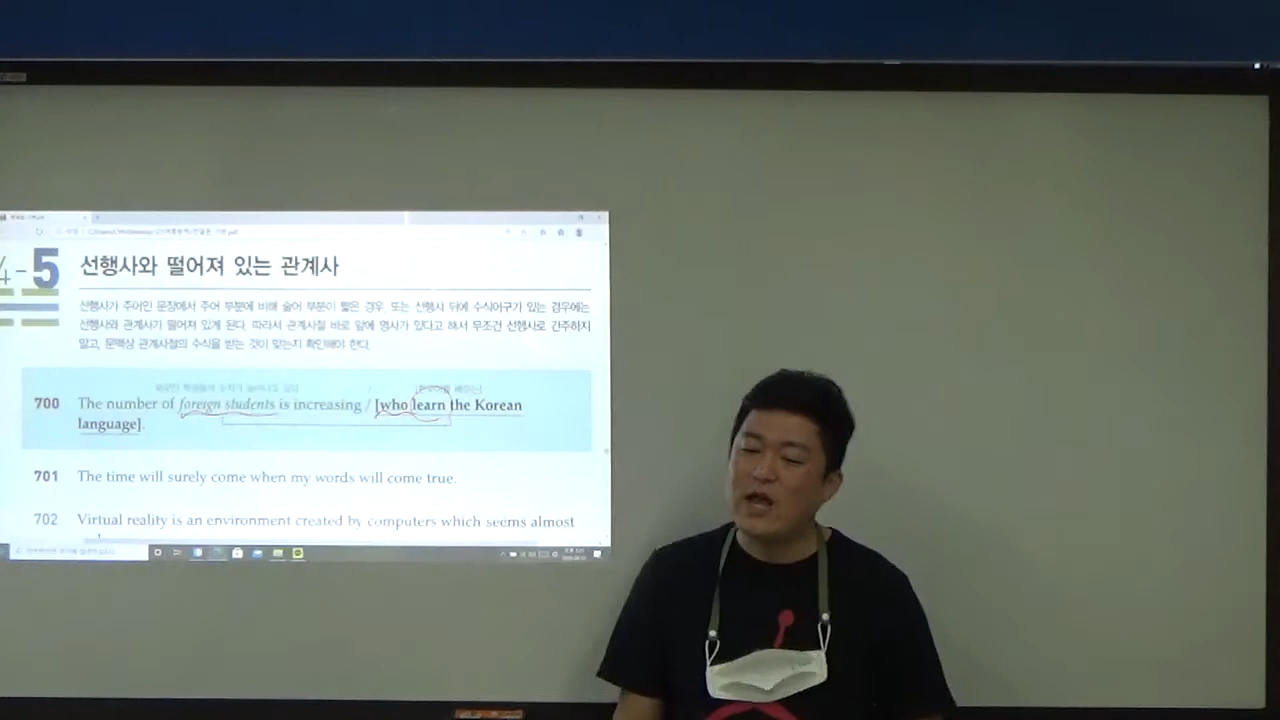 4-5 선행사와 떨어져 있는 관계사
선행사가 주어인 문장에서 주어 부분에 비해 술어 부분이 짧은 경우, 또는 선행사 뒤에 수식어구가 있는 경우에는
선행사와 관계사가 떨어져 있게 된다. 따라서 관계사절 바로 앞에 명사가 있다고 해서 무조건 선행사로 간주하지
말고, 문맥상 관계사절의 수식을 받는 것이 맞는지 확인해야 한다.
700 The number of foreign students is increasing / [who learn the Korean
language].
701 The time will surely come when my words will come true.
702 Virtual reality is an environment created by computers which seems almost